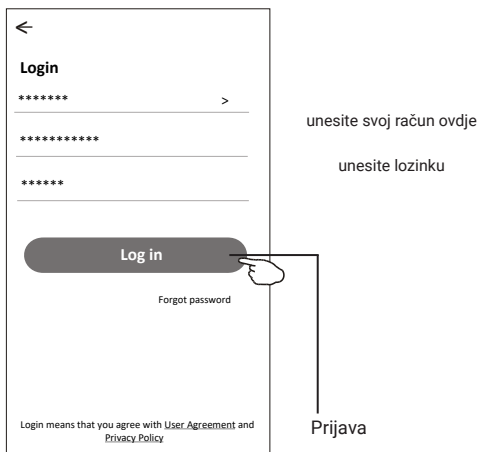 Login
******* >
unesite svoj račun ovdje
***********
unesite lozinku
******
Log in
Forgot password
Login means that you agree with User Agreement and
Privacy Policy
Prijava